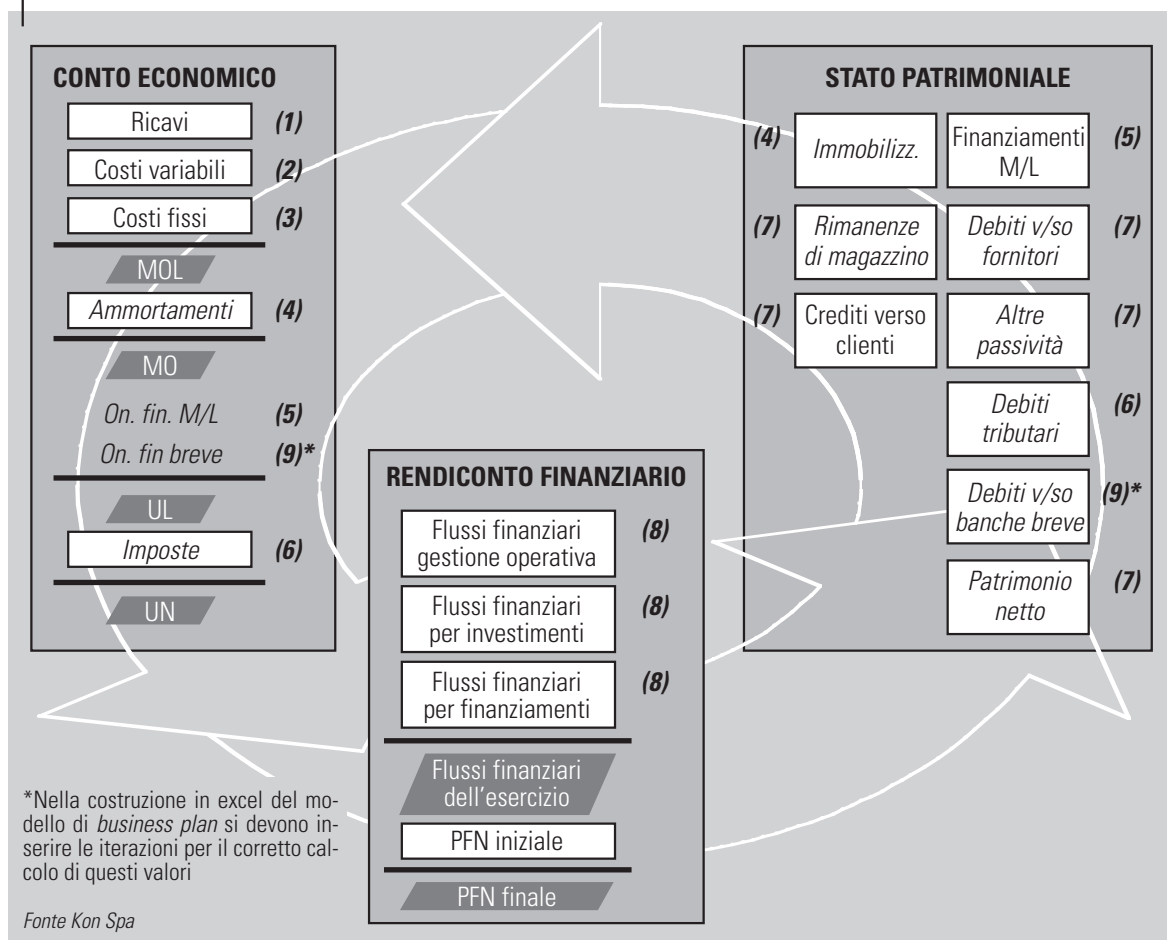 CONTO ECONOMICO
Ricavi (1)
Costi variabili (2)
Costi fissi (3)
MOL
Ammortamenti (4)
MO
On. fin. M/L (5)
On. fin breve (9)*
UL
Imposte (6)
UN
RENDICONTO FINANZIARIO
Flussi finanziari (8)
gestione operativa
Flussi finanziari (8)
per investimenti
Flussi finanziari (8)
per finanziamenti
Flussi finanziari
dell'esercizio
PFN iniziale
PFN finale
STATO PATRIMONIALE
(4) Immobilizz.
Finanziamenti (5)
M/L
(7) Rimanenze
di magazzino
Debiti v/so (7)
fornitori
(7) Crediti verso
clienti
Altre (7)
passività
Debiti (6)
tributari
Debiti v/so (9)*
banche breve
Patrimonio (7)
netto
*Nella costruzione in excel del mo-
dello di business plan si devono in-
serire le iterazioni per il corretto cal-
colo di questi valori
Fonte Kon Spa